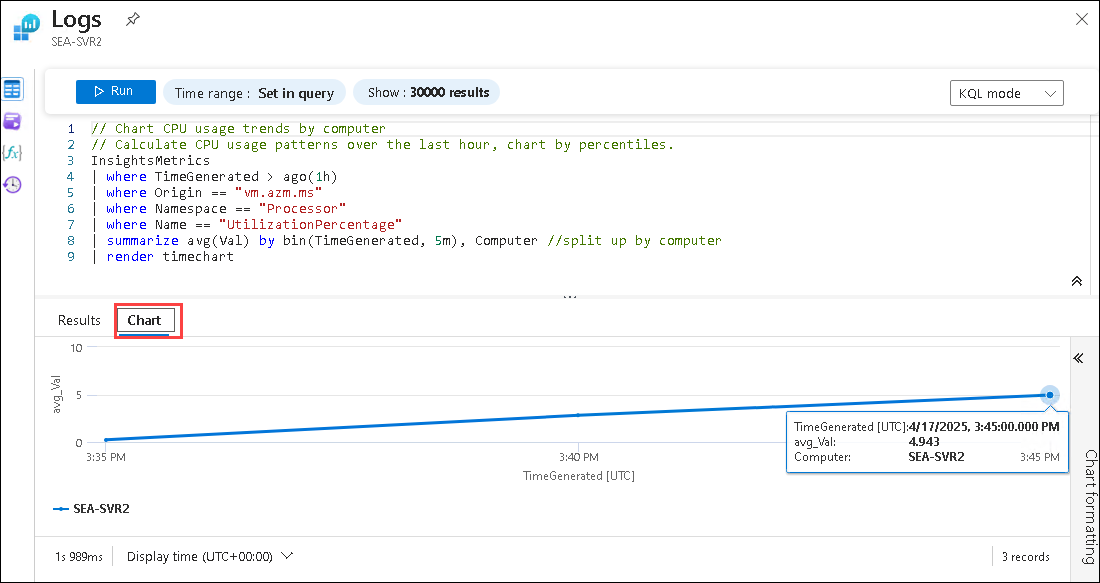 Logs
SEA-SVR2
Run
Time range : Set in query
Show : 30000 results
KQL mode
1 // Chart CPU usage trends by computer
2 // Calculate CPU usage patterns over the last hour, chart by percentiles.
3 InsightsMetrics
4 | where TimeGenerated > ago(1h)
5 | where Origin == "vm.azm.ms"
6 | where Namespace == "Processor"
7 | where Name == "UtilizationPercentage"
8 | summarize avg(Val) by bin(TimeGenerated, 5m), Computer //split up by computer
9 | render timechart
Results
Chart
10
5
0
avg_Val
3:35 PM
3:40 PM
3:45 PM
TimeGenerated [UTC]
TimeGenerated [UTC]:4/17/2025, 3:45:00.000 PM
avg_Val: 4.943
Computer: SEA-SVR2
Chart formatting
SEA-SVR2
1s 989ms
Display time (UTC+00:00)
3 records